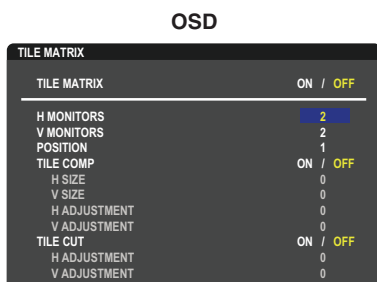 OSD
TILE MATRIX
TILE MATRIX ON / OFF
H MONITORS 2
V MONITORS 2
POSITION 1
TILE COMP ON / OFF
H SIZE 0
V SIZE 0
H ADJUSTMENT 0
V ADJUSTMENT 0
TILE CUT ON / OFF
H ADJUSTMENT 0
V ADJUSTMENT 0